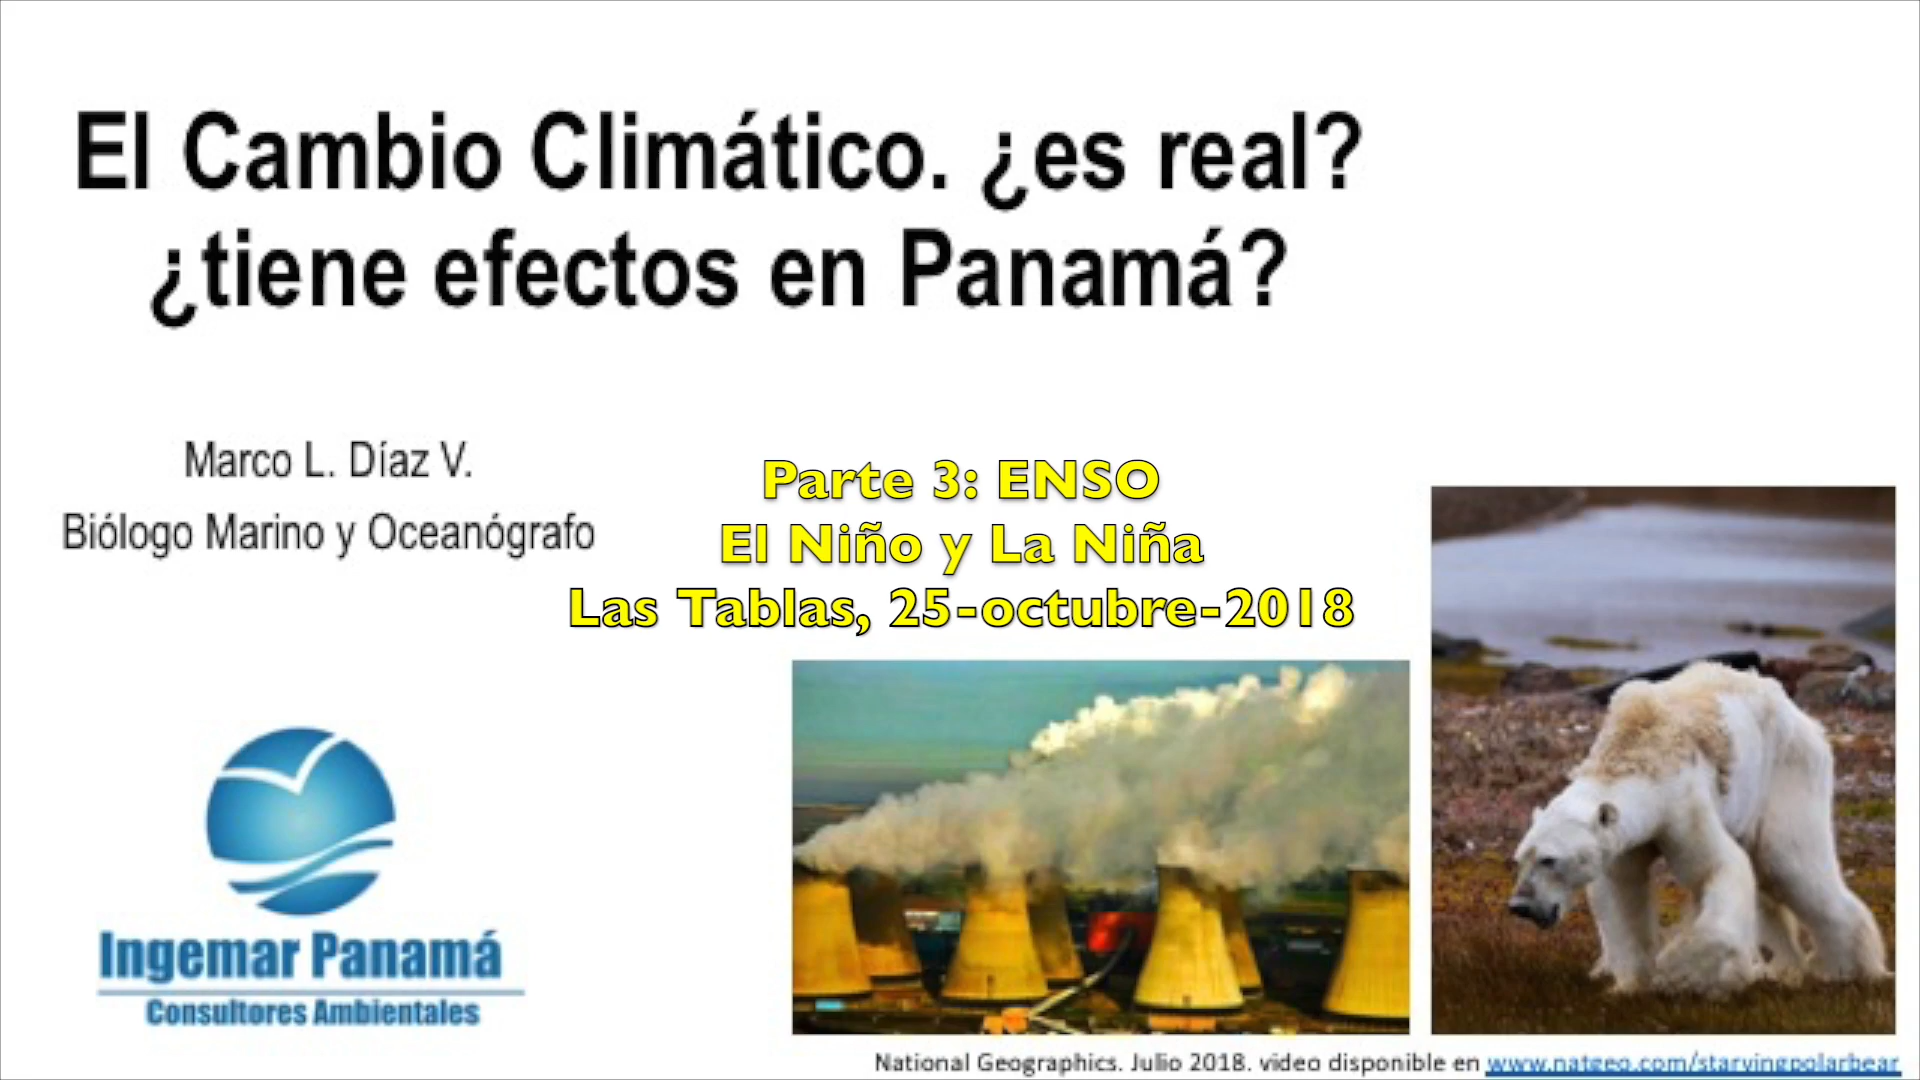 El Cambio Climático. ¿es real?
¿tiene efectos en Panamá?
Marco L. Díaz V.
Biólogo Marino y Oceanógrafo
Parte 3: ENSO
El Niño y La Niña
Las Tablas, 25-octubre-2018
Ingemar Panamá
Consultores Ambientales
National Geographics. Julio 2018. video disponible en www.natgeo.com/starvingpolarbear